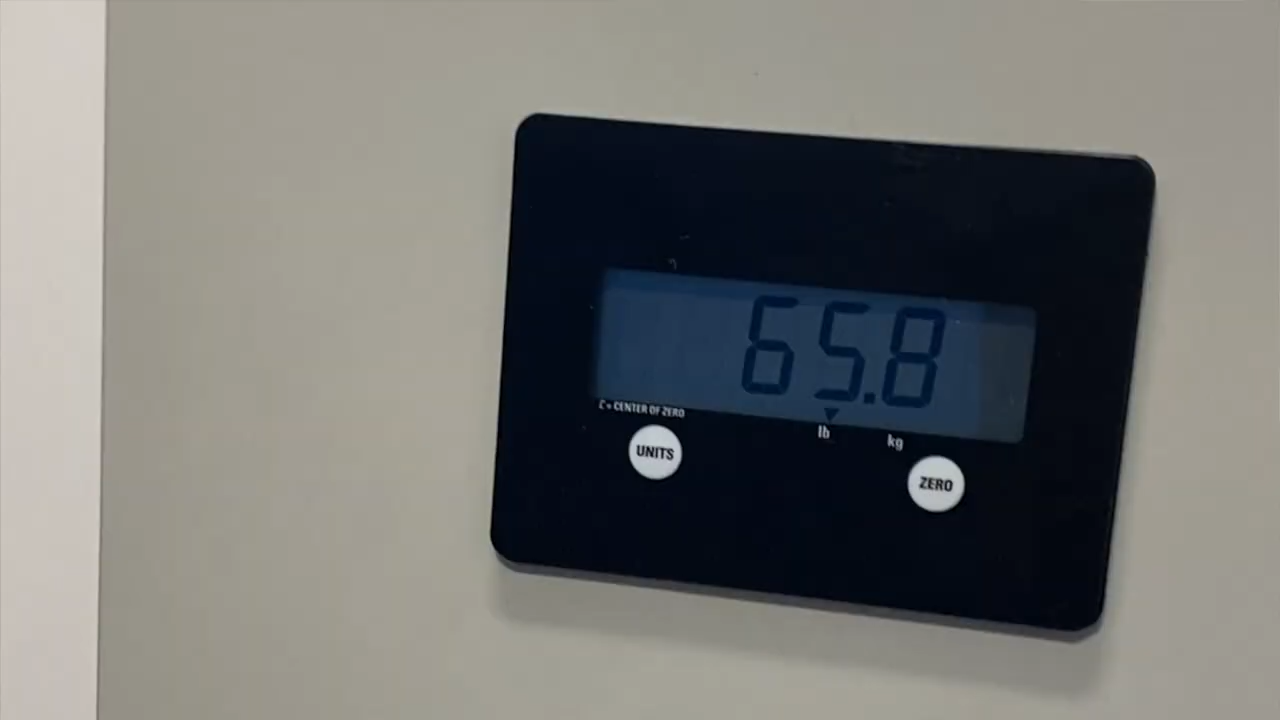 65.8
lb kg
Σ = CENTER OF ZERO
UNITS
ZERO